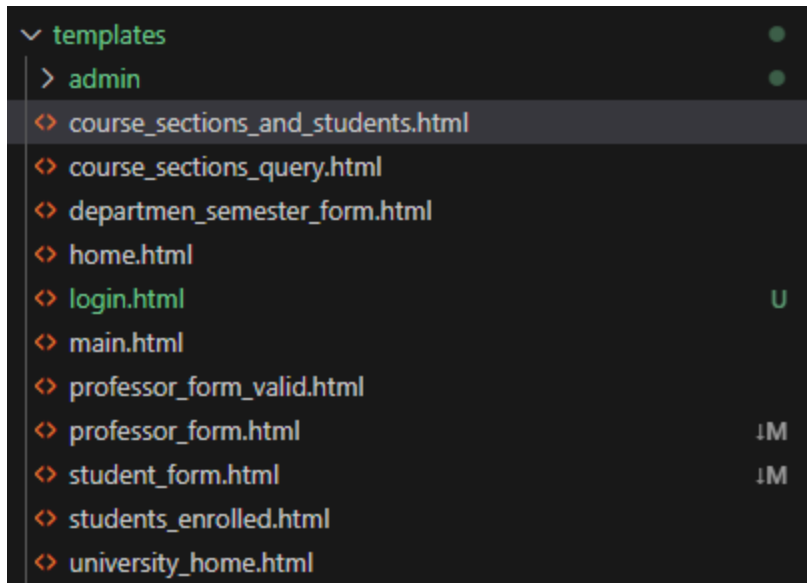 templates
admin
course_sections_and_students.html
course_sections_query.html
departmen_semester_form.html
home.html
login.html U
main.html
professor_form_valid.html
professor_form.html ↓M
student_form.html ↓M
students_enrolled.html
university_home.html